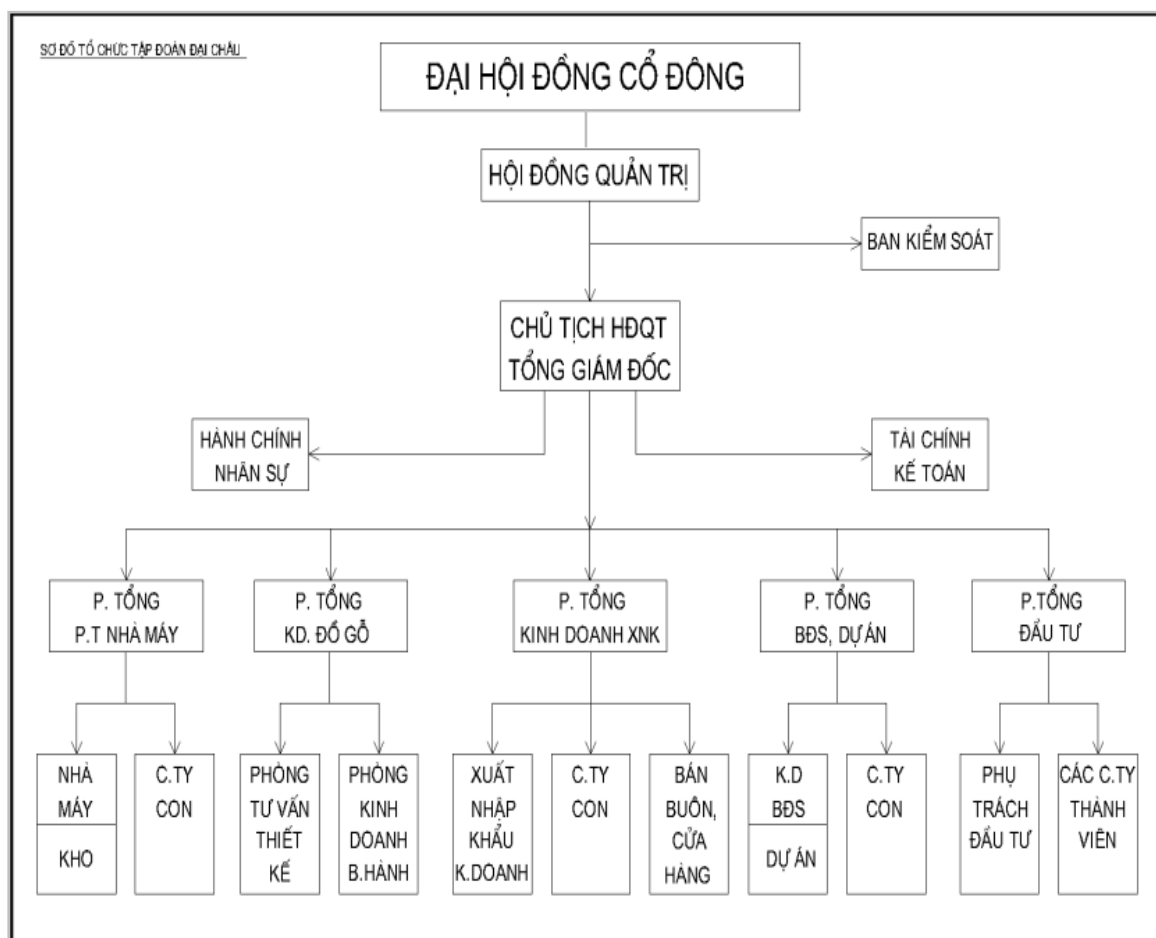 SƠ ĐỒ TỔ CHỨC TẬP ĐOÀN ĐẠI CHÂU
ĐẠI HỘI ĐỒNG CỔ ĐÔNG
HỘI ĐỒNG QUẢN TRỊ
BAN KIỂM SOÁT
CHỦ TỊCH HĐQT
TỔNG GIÁM ĐỐC
HÀNH CHÍNH
NHÂN SỰ
TÀI CHÍNH
KẾ TOÁN
P. TỔNG
P.T NHÀ MÁY
P. TỔNG
KD. ĐỒ GỖ
P. TỔNG
KINH DOANH XNK
P. TỔNG
BĐS, DỰ ÁN
P.TỔNG
ĐẦU TƯ
NHÀ
MÁY
KHO
C.TY
CON
PHÒNG
TƯ VẤN
THIẾT
KẾ
PHÒNG
KINH
DOANH
B.HÀNH
XUẤT
NHẬP
KHẨU
K.DOANH
C.TY
CON
BÁN
BUÔN,
CỬA
HÀNG
K.D
BĐS
DỰ ÁN
C.TY
CON
PHỤ
TRÁCH
ĐẦU TƯ
CÁC C.TY
THÀNH
VIÊN